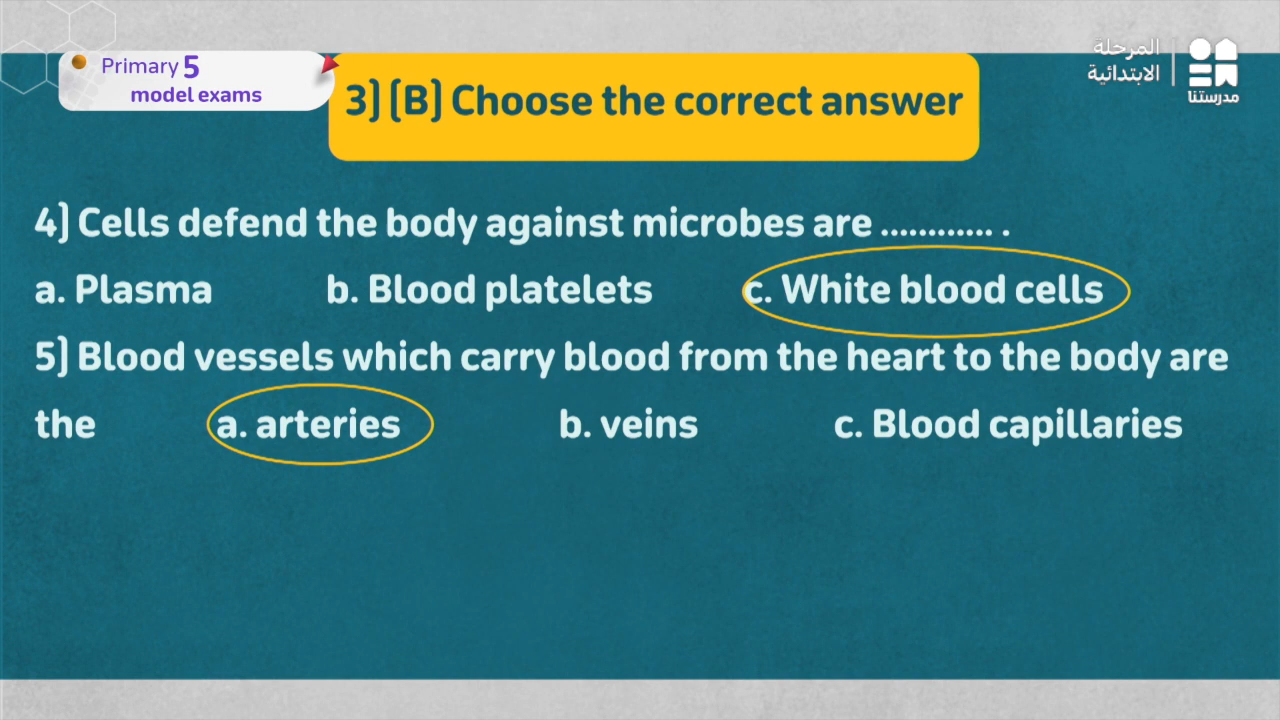 Primary 5
model exams
3) (B) Choose the correct answer
المرحلة
الابتدائية
مدرستنا
4) Cells defend the body against microbes are ............ .
a. Plasma b. Blood platelets c. White blood cells
5) Blood vessels which carry blood from the heart to the body are
the a. arteries b. veins c. Blood capillaries